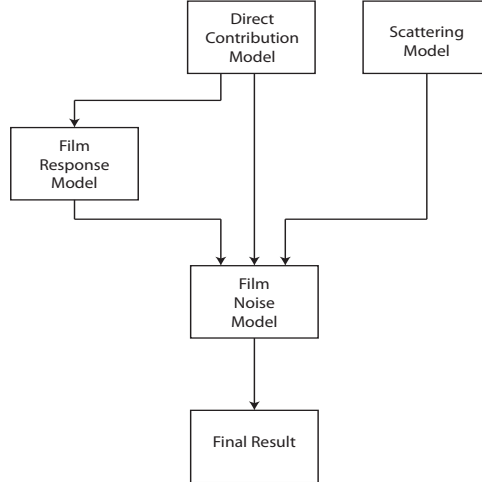 Direct
Contribution
Model
Scattering
Model
Film
Response
Model
Film
Noise
Model
Final Result